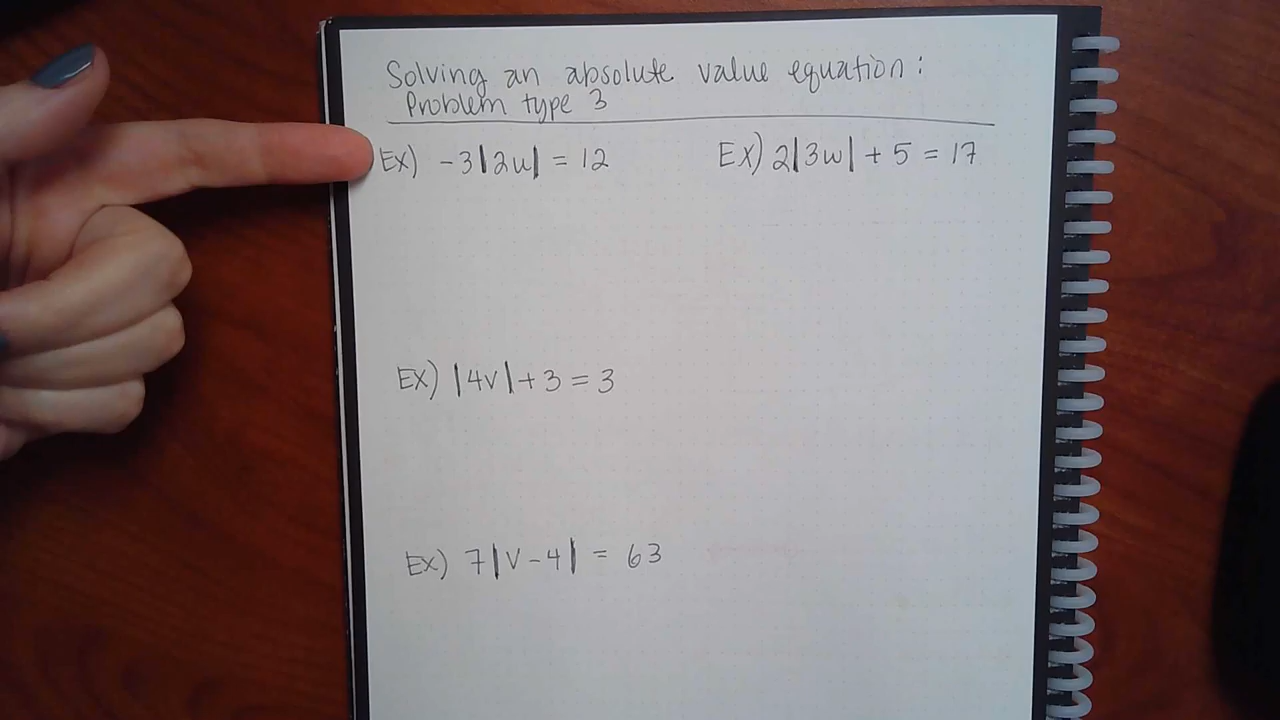 Solving an absolute value equation:
Problem type 3
EX) -3|2u| = 12
EX) 2|3w| + 5 = 17
EX) |4v| + 3 = 3
EX) 7|v - 4| = 63